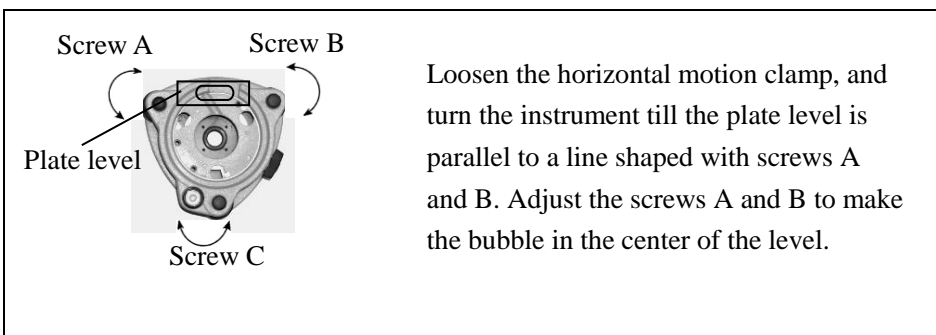 Screw A
Screw B
Plate level
Screw C
Loosen the horizontal motion clamp, and
turn the instrument till the plate level is
parallel to a line shaped with screws A
and B. Adjust the screws A and B to make
the bubble in the center of the level.